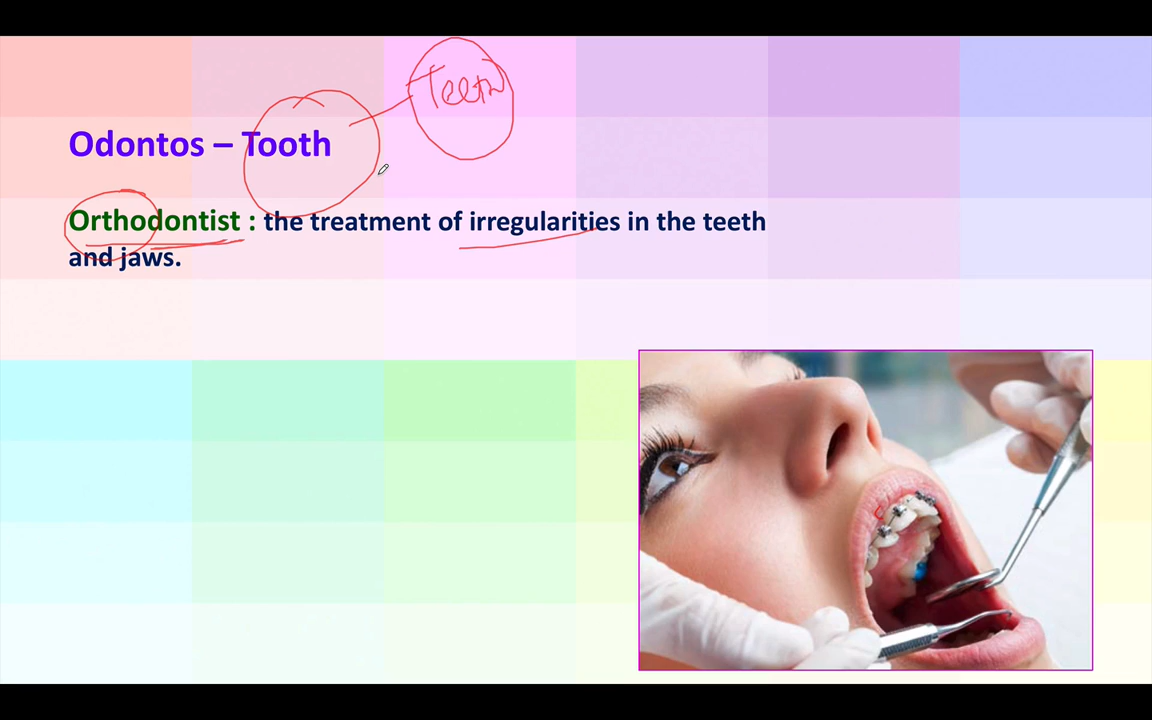 Teeth
Odontos – Tooth
Orthodontist : the treatment of irregularities in the teeth
and jaws.